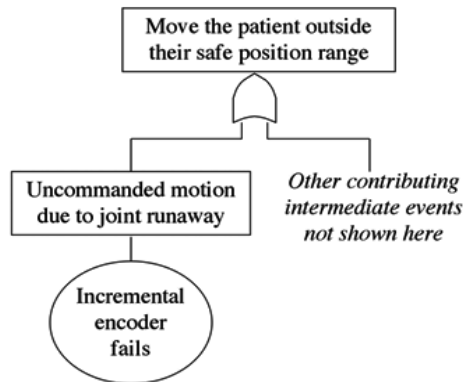 Move the patient outside
their safe position range
Uncommanded motion
due to joint runaway
Other contributing
intermediate events
not shown here
Incremental
encoder
fails